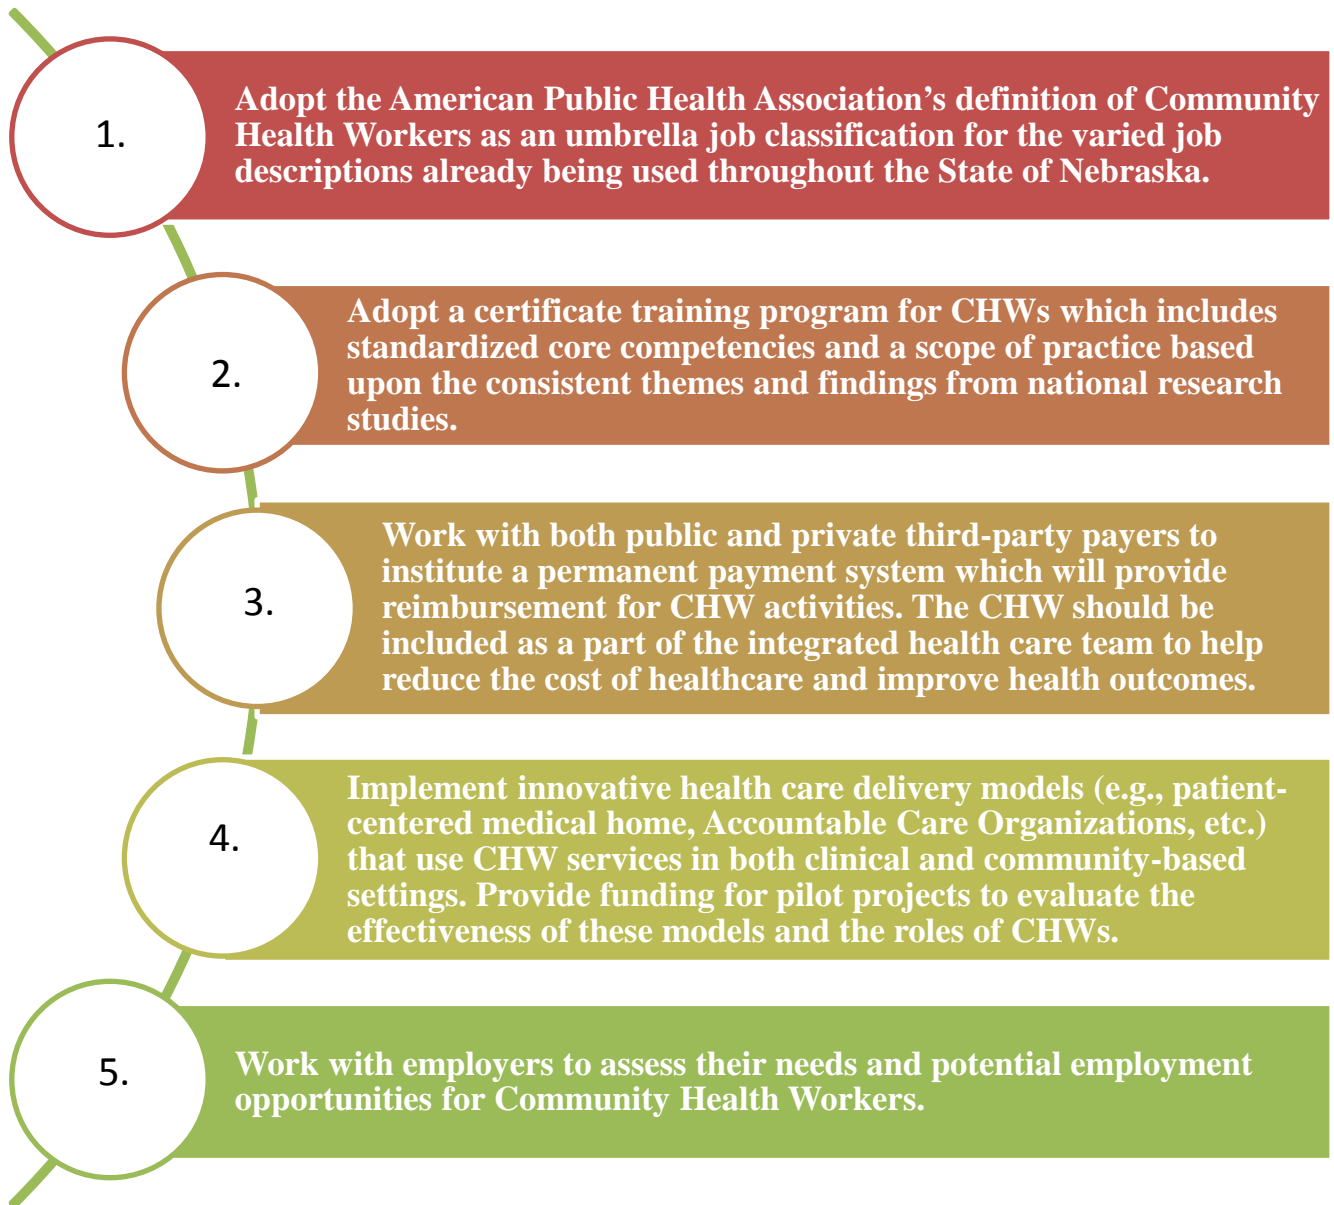 1.
Adopt the American Public Health Association’s definition of Community
Health Workers as an umbrella job classification for the varied job
descriptions already being used throughout the State of Nebraska.
2.
Adopt a certificate training program for CHWs which includes
standardized core competencies and a scope of practice based
upon the consistent themes and findings from national research
studies.
3.
Work with both public and private third-party payers to
institute a permanent payment system which will provide
reimbursement for CHW activities. The CHW should be
included as a part of the integrated health care team to help
reduce the cost of healthcare and improve health outcomes.
4.
Implement innovative health care delivery models (e.g., patient-
centered medical home, Accountable Care Organizations, etc.)
that use CHW services in both clinical and community-based
settings. Provide funding for pilot projects to evaluate the
effectiveness of these models and the roles of CHWs.
5.
Work with employers to assess their needs and potential employment
opportunities for Community Health Workers.